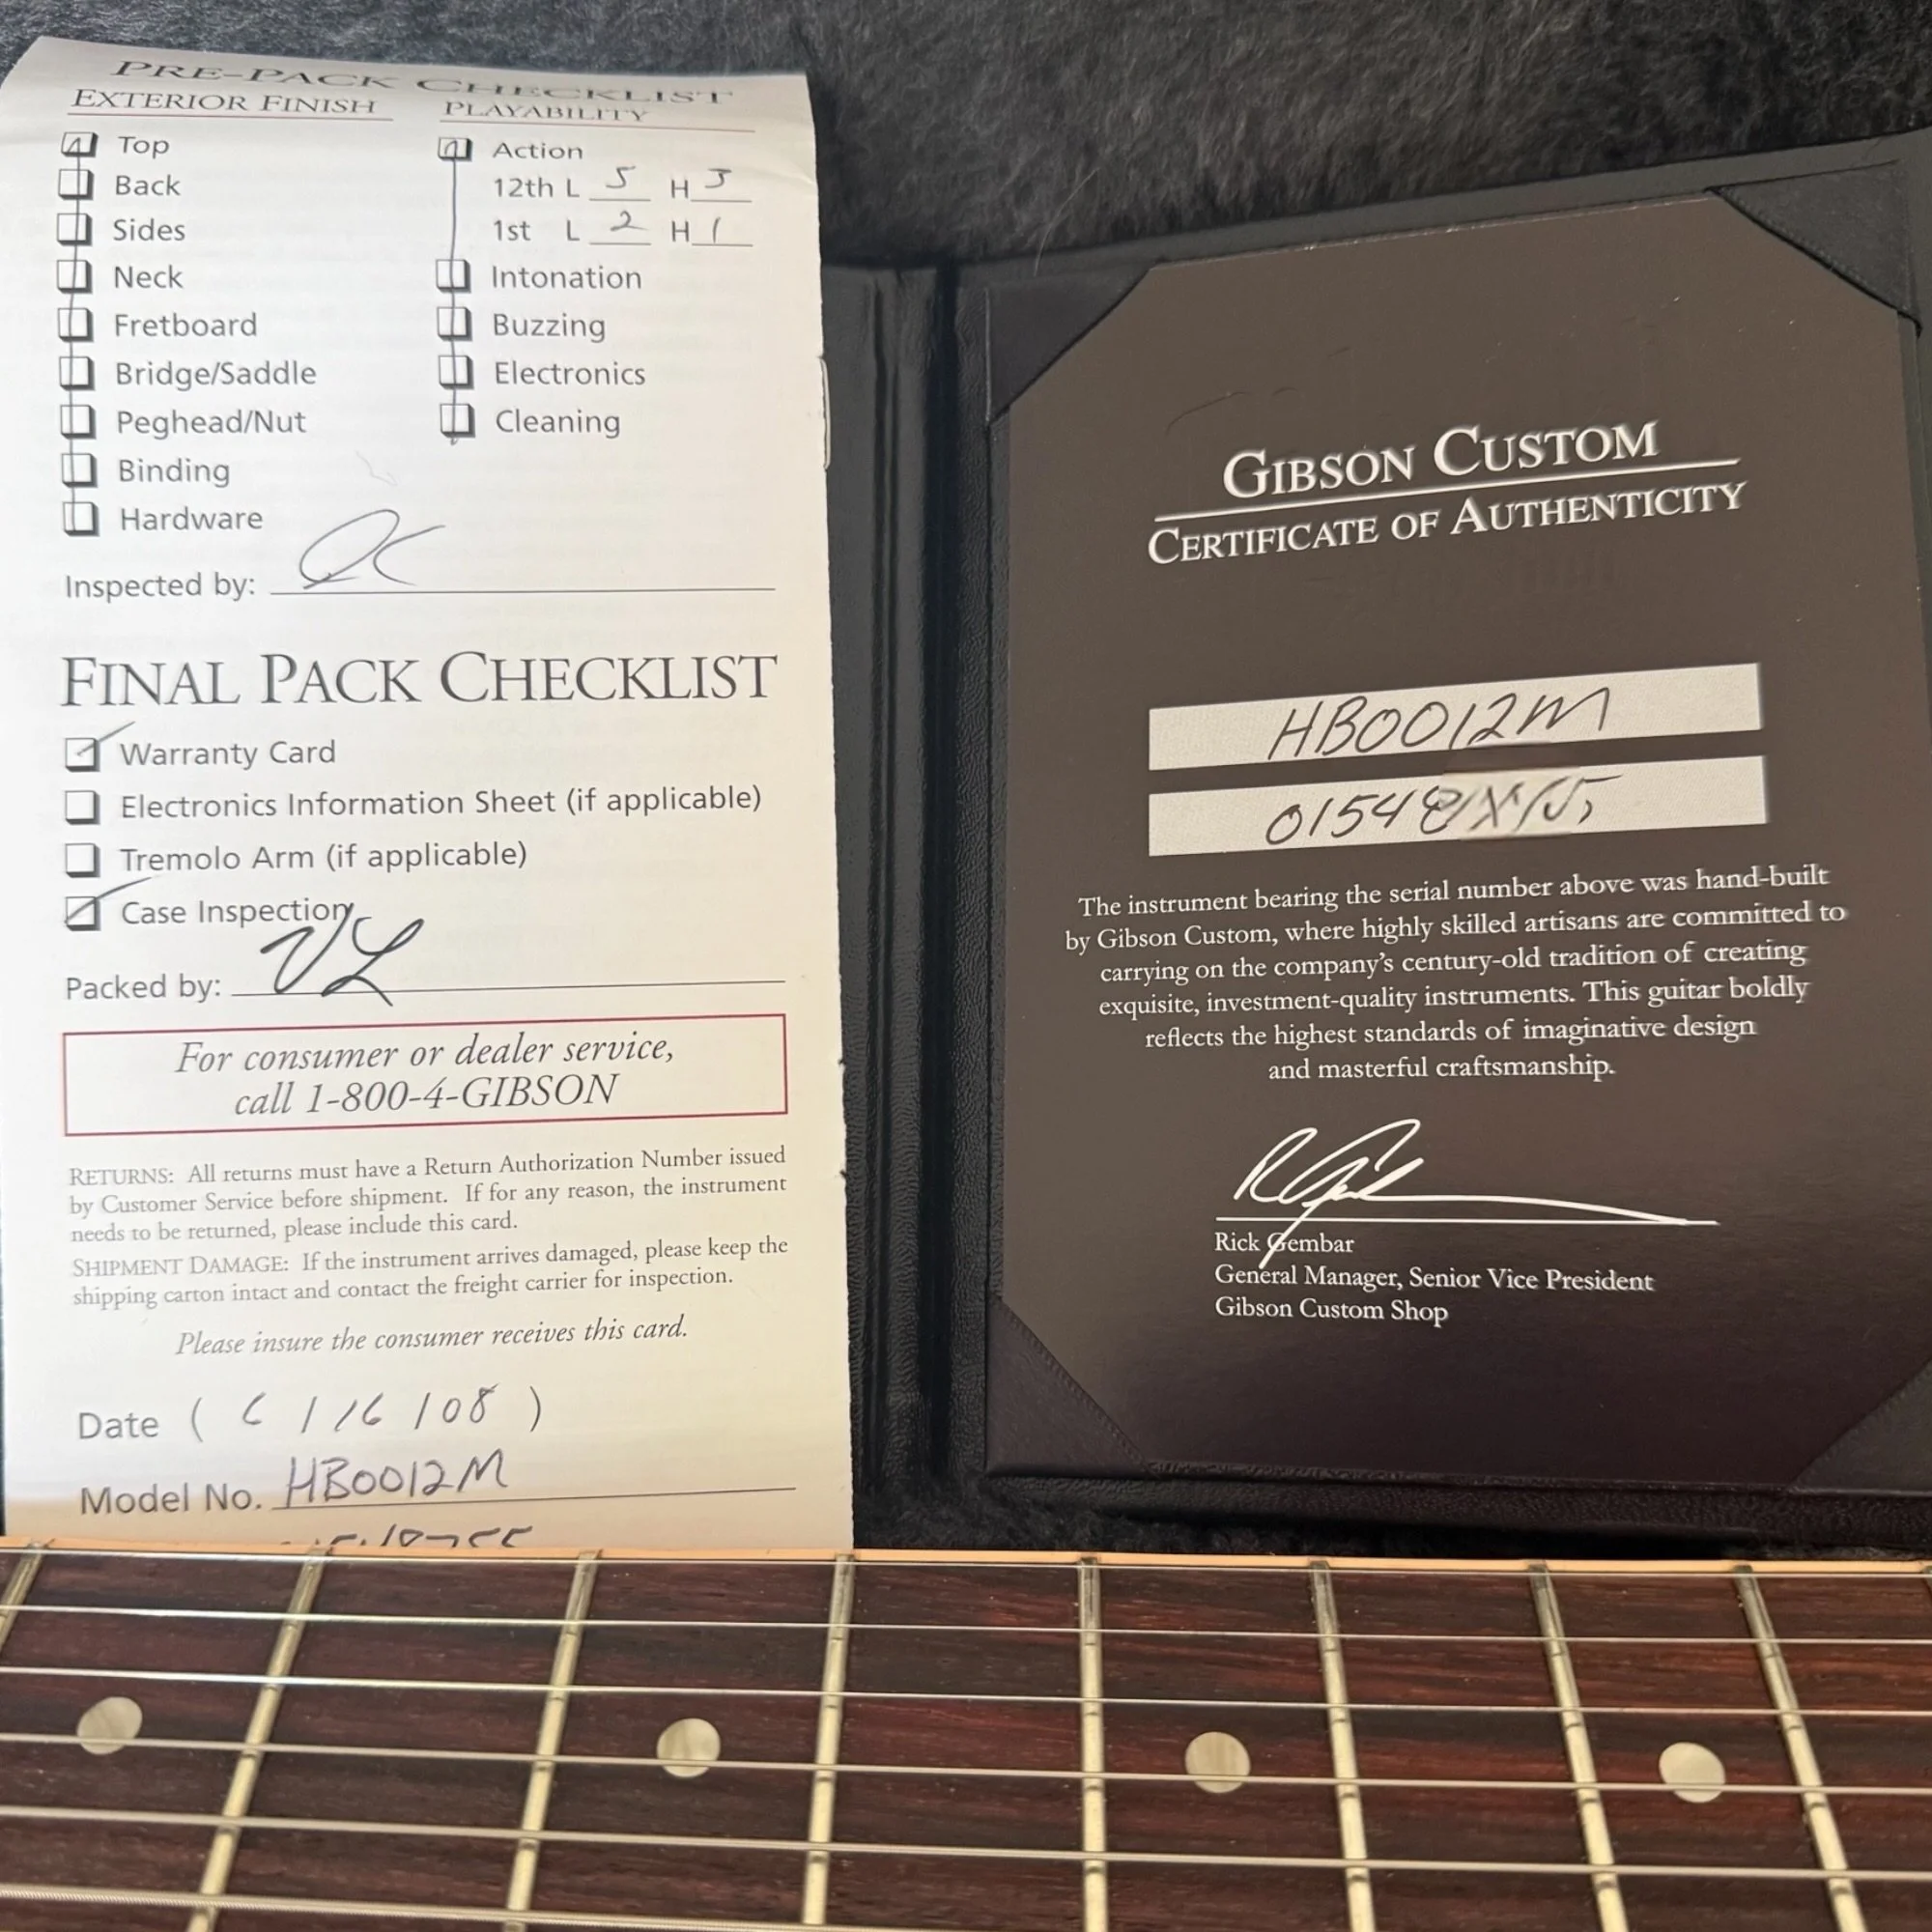 PRE-PACK CHECKLIST
EXTERIOR FINISH
Top
Back
Sides
Neck
Fretboard
Bridge/Saddle
Peghead/Nut
Binding
Hardware
PLAYABILITY
Action
12th L 5 H 3
1st L 2 H 1
Intonation
Buzzing
Electronics
Cleaning
Inspected by:
FINAL PACK CHECKLIST
Warranty Card
Electronics Information Sheet (if applicable)
Tremolo Arm (if applicable)
Case Inspection
Packed by:
For consumer or dealer service,
call 1-800-4-GIBSON
RETURNS: All returns must have a Return Authorization Number issued
by Customer Service before shipment. If for any reason, the instrument
needs to be returned, please include this card.
SHIPMENT DAMAGE: If the instrument arrives damaged, please keep the
shipping carton intact and contact the freight carrier for inspection.
Please insure the consumer receives this card.
Date ( 6 / 16 / 08 )
Model No. HB0012M
GIBSON CUSTOM
CERTIFICATE OF AUTHENTICITY
HB0012M
The instrument bearing the serial number above was hand-built
by Gibson Custom, where highly skilled artisans are committed to
carrying on the company's century-old tradition of creating
exquisite, investment-quality instruments. This guitar boldly
reflects the highest standards of imaginative design
and masterful craftsmanship.
Rick Gembar
General Manager, Senior Vice President
Gibson Custom Shop